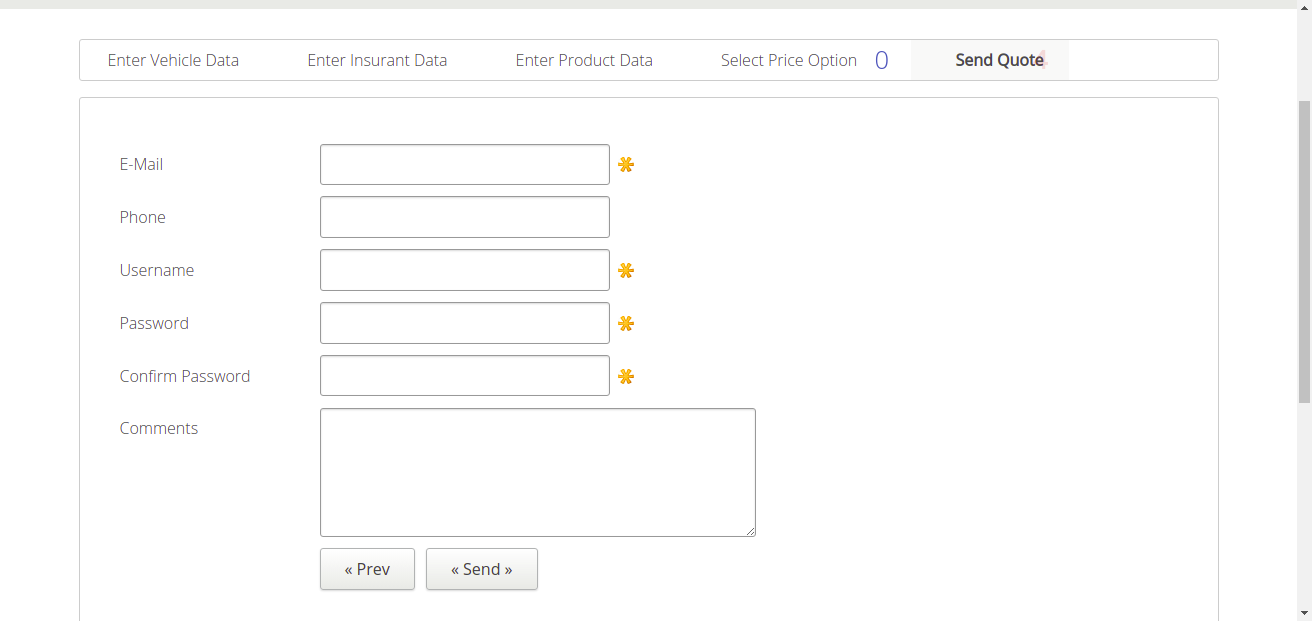 Enter Vehicle Data Enter Insurant Data Enter Product Data Select Price Option 0 Send Quote 4
E-Mail
Phone
Username
Password
Confirm Password
Comments
« Prev « Send »